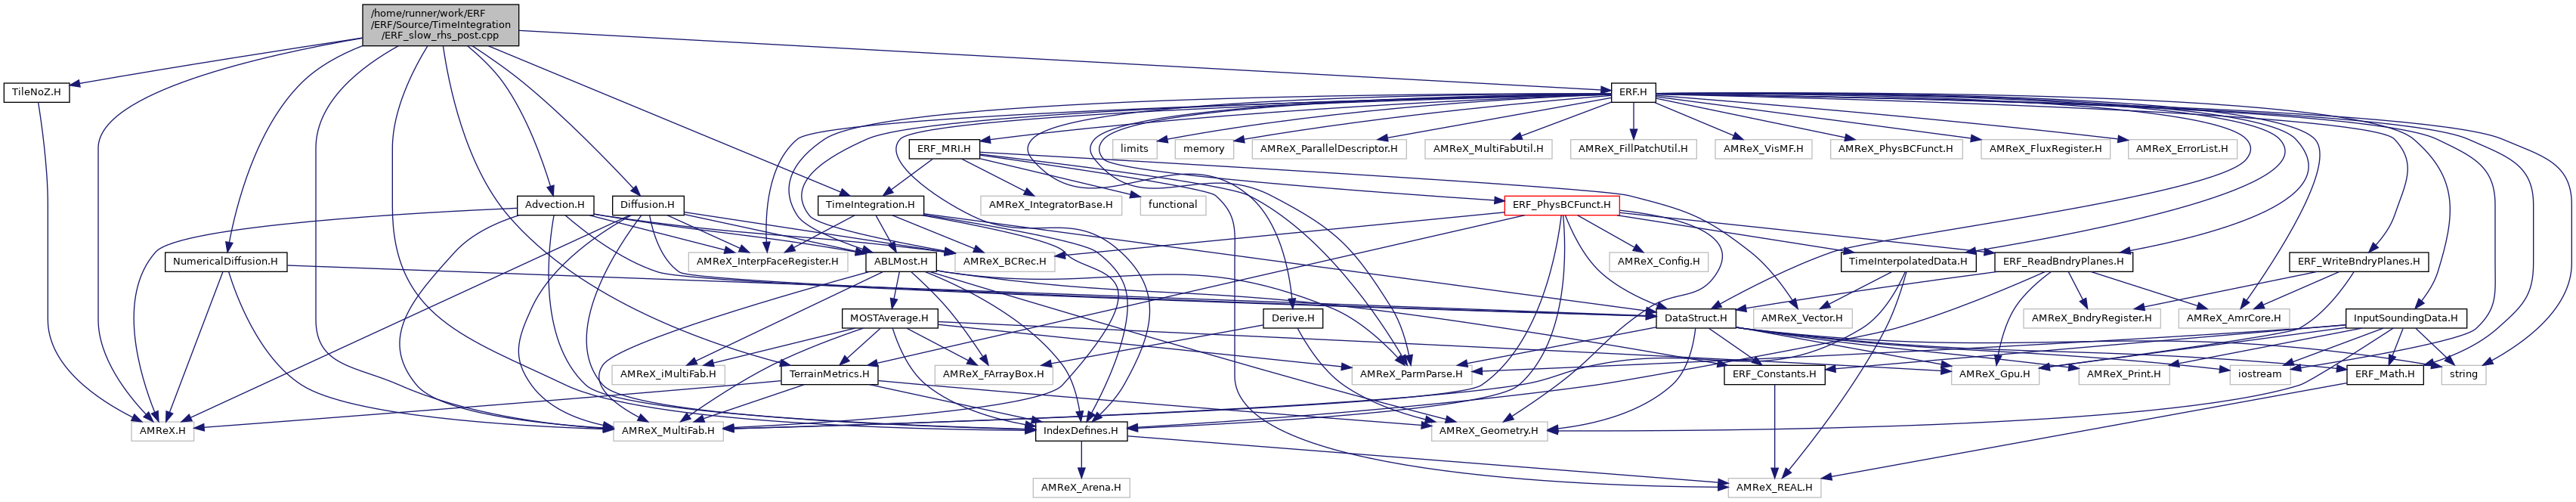 /home/runner/work/ERF
/ERF/Source/TimeIntegration
/ERF_slow_rhs_post.cpp
TileNoZ.H
ERF.H
ERF_MRI.H
limits
memory
AMReX_ParallelDescriptor.H
AMReX_MultiFabUtil.H
AMReX_FillPatchUtil.H
AMReX_VisMF.H
AMReX_PhysBCFunct.H
AMReX_FluxRegister.H
AMReX_ErrorList.H
Advection.H
Diffusion.H
TimeIntegration.H
AMReX_IntegratorBase.H
functional
ERF_PhysBCFunct.H
NumericalDiffusion.H
AMReX_InterpFaceRegister.H
ABLMost.H
AMReX_BCRec.H
AMReX_Config.H
TimeInterpolatedData.H
ERF_ReadBndryPlanes.H
ERF_WriteBndryPlanes.H
MOSTAverage.H
Derive.H
DataStruct.H
AMReX_Vector.H
AMReX_BndryRegister.H
AMReX_AmrCore.H
InputSoundingData.H
AMReX_iMultiFab.H
TerrainMetrics.H
AMReX_FArrayBox.H
AMReX_ParmParse.H
ERF_Constants.H
AMReX_Gpu.H
AMReX_Print.H
iostream
ERF_Math.H
string
AMReX.H
AMReX_MultiFab.H
IndexDefines.H
AMReX_Geometry.H
AMReX_Arena.H
AMReX_REAL.H